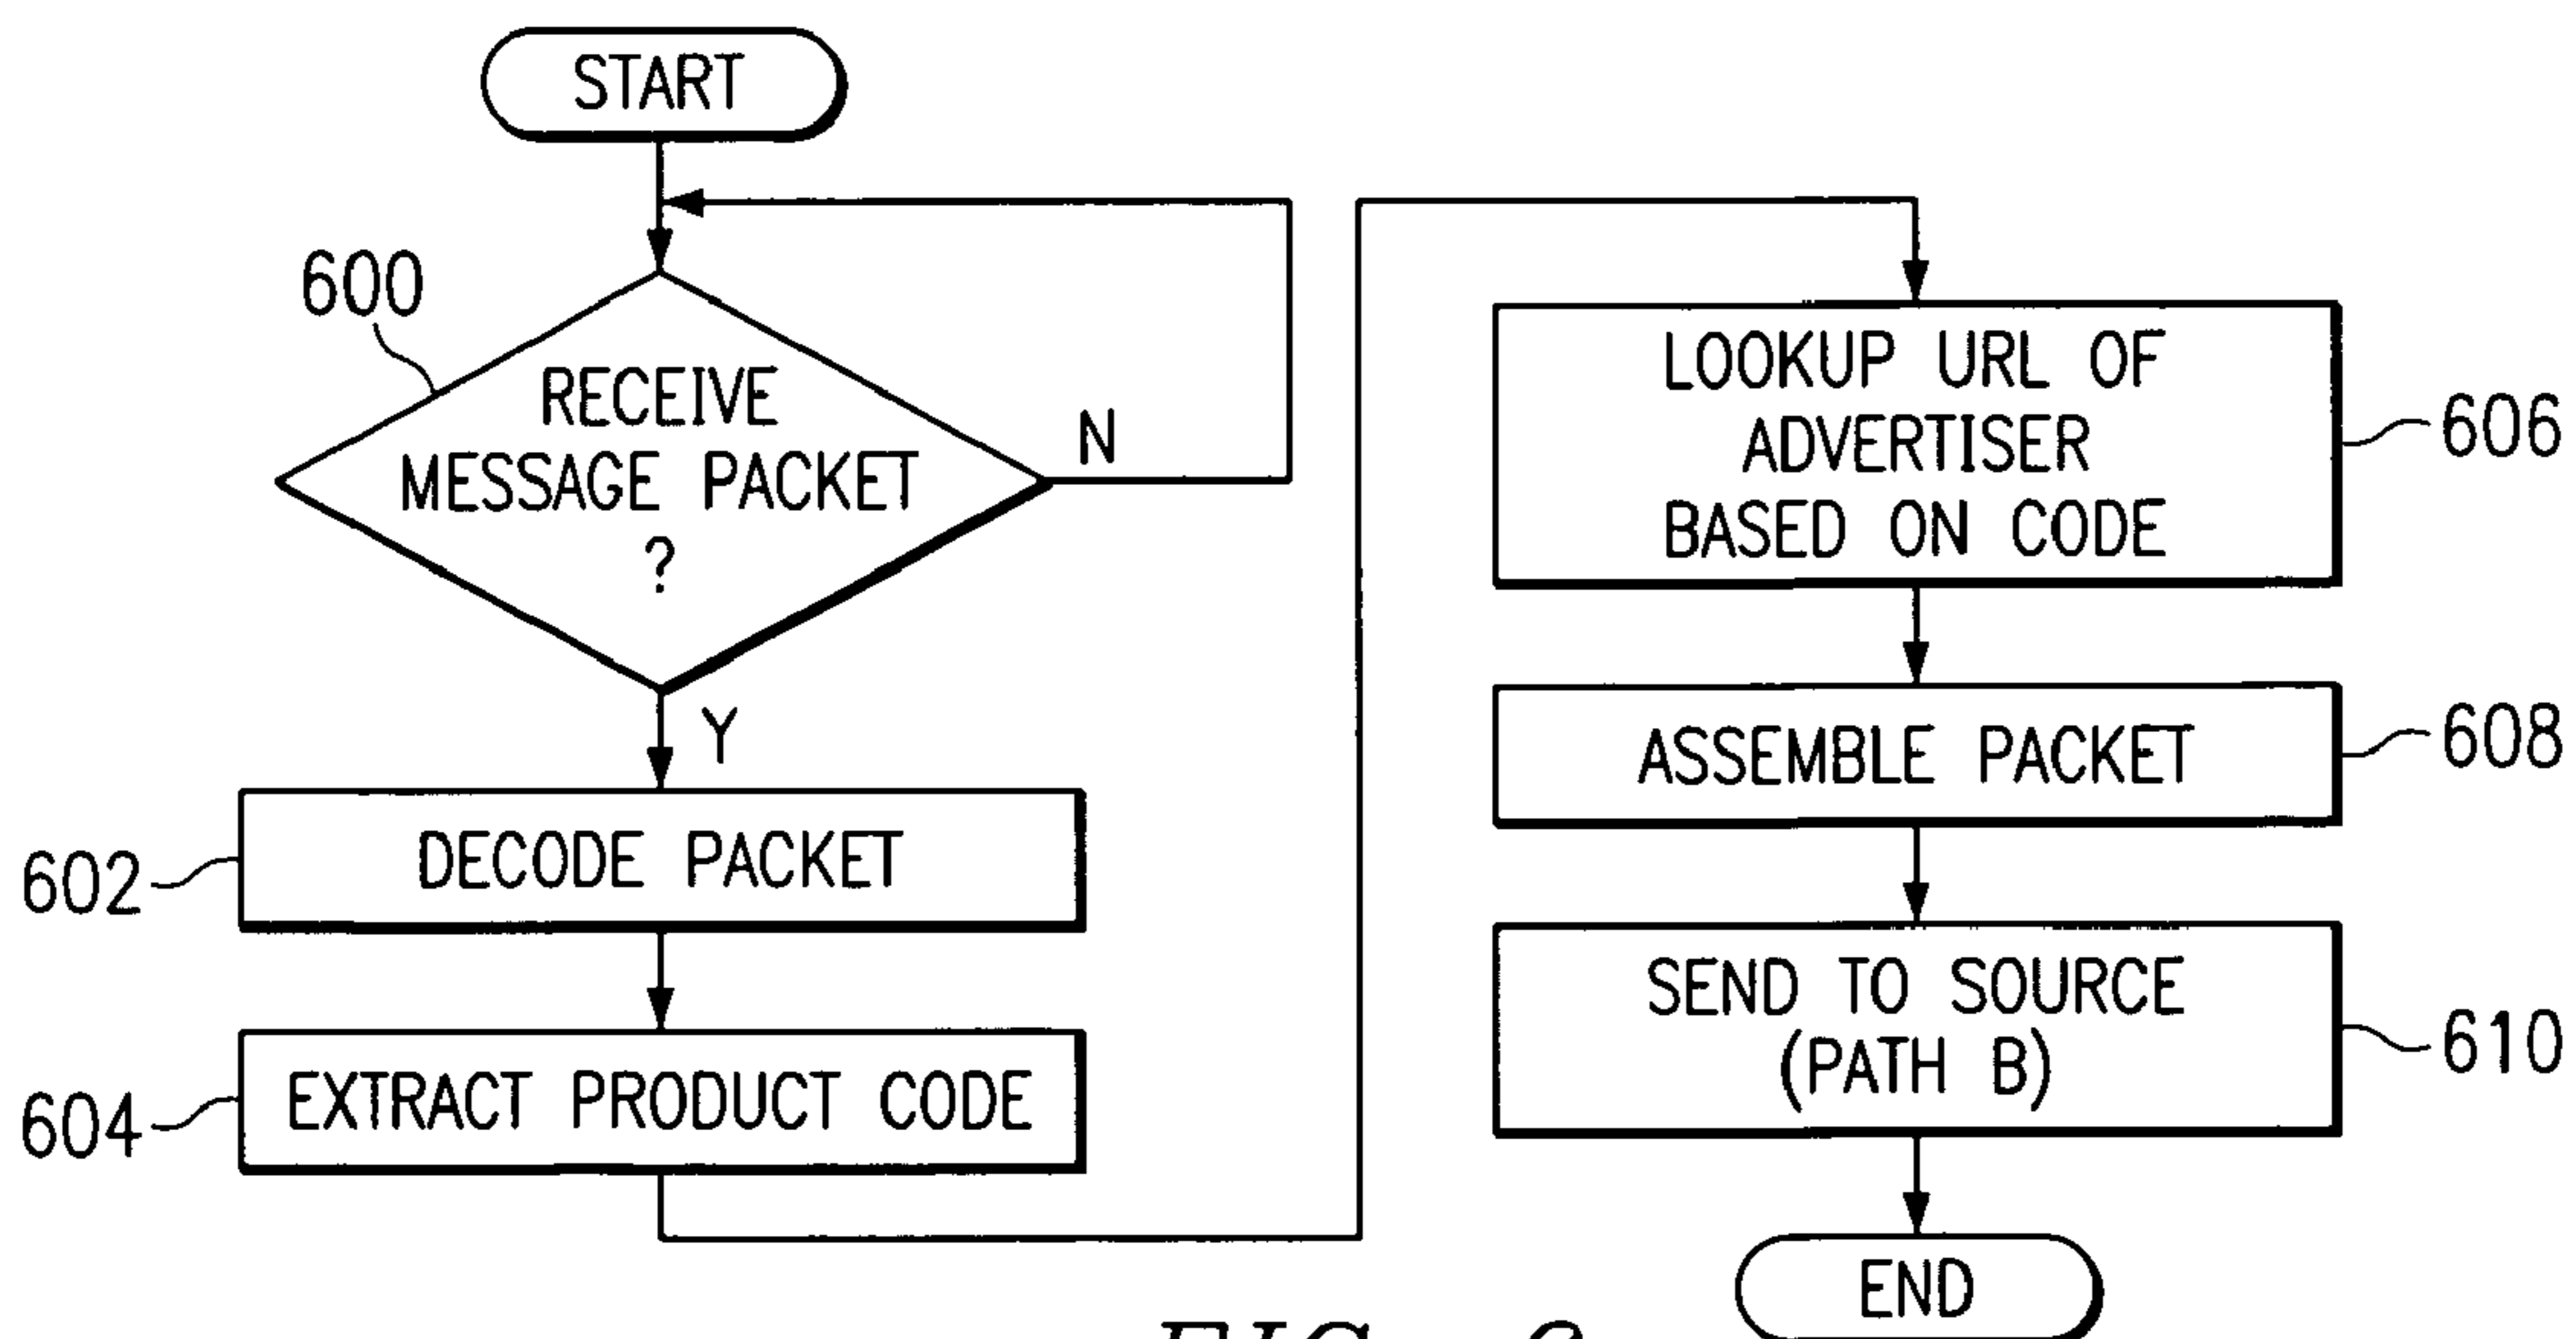 START
600
RECEIVE
MESSAGE PACKET
?
N
Y
602
DECODE PACKET
604
EXTRACT PRODUCT CODE
LOOKUP URL OF
ADVERTISER
BASED ON CODE
606
ASSEMBLE PACKET
608
SEND TO SOURCE
(PATH B)
610
END